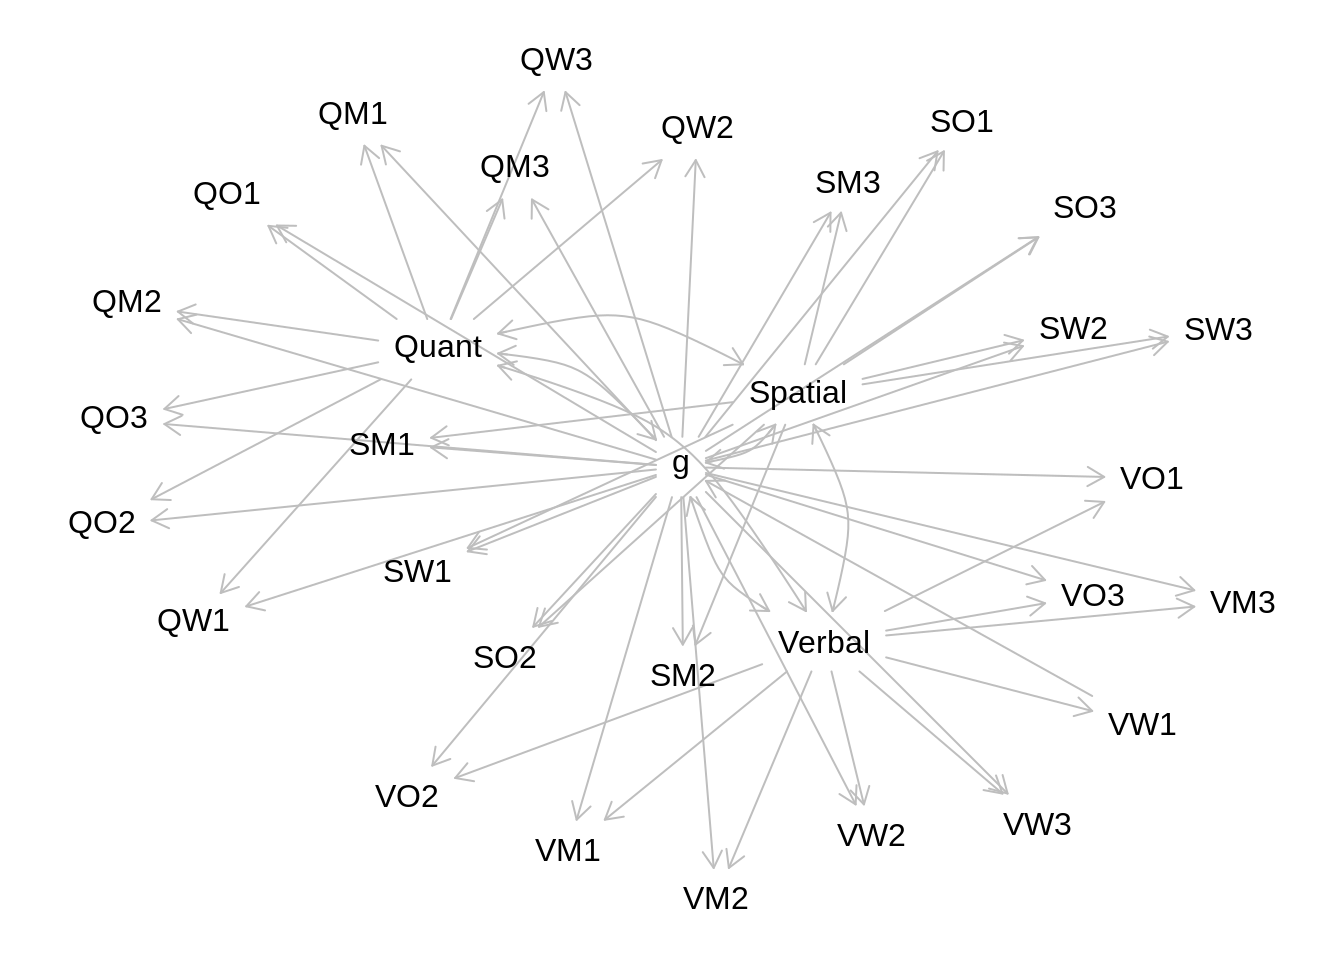 QW3
QM1
SO1
QW2
QM3
SM3
QO1
SO3
QM2
SW2
SW3
Quant
Spatial
QO3
SM1
g
VO1
QO2
SW1
VO3
VM3
QW1
Verbal
SO2
SM2
VW1
VO2
VW3
VW2
VM1
VM2